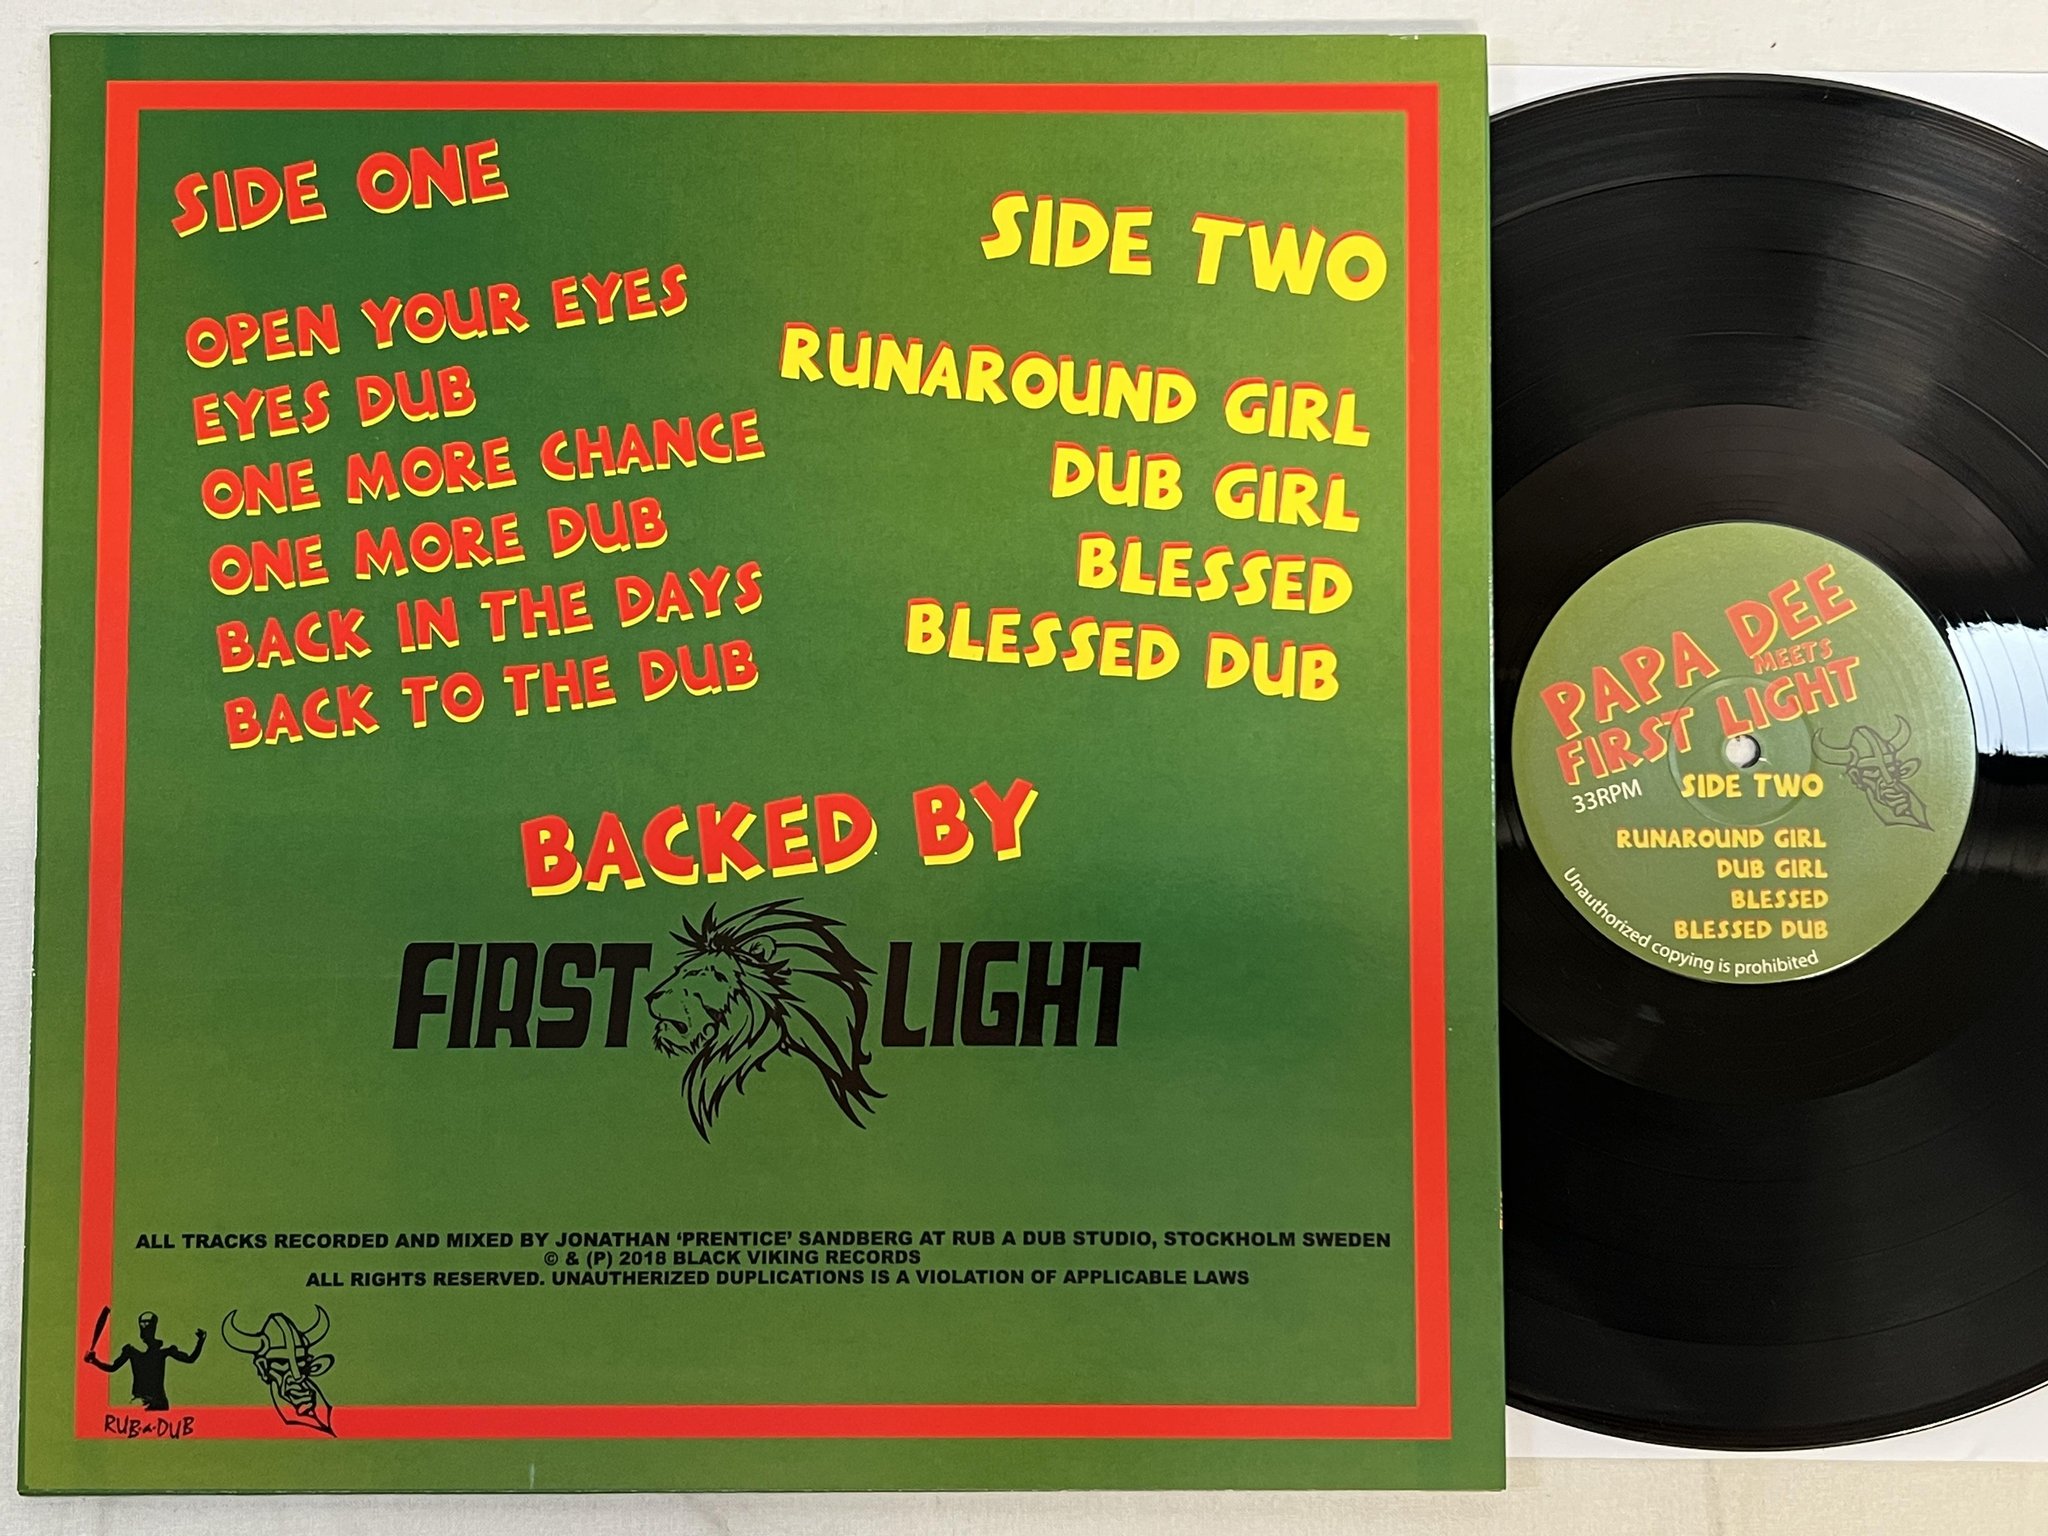 SIDE ONE
OPEN YOUR EYES
EYES DUB
ONE MORE CHANCE
ONE MORE DUB
BACK IN THE DAYS
BACK TO THE DUB
SIDE TWO
RUNAROUND GIRL
DUB GIRL
BLESSED
BLESSED DUB
BACKED BY
FIRST LIGHT
ALL TRACKS RECORDED AND MIXED BY JONATHAN ‘PRENTICE’ SANDBERG AT RUB A DUB STUDIO, STOCKHOLM SWEDEN
© & (P) 2018 BLACK VIKING RECORDS
ALL RIGHTS RESERVED. UNAUTHERIZED DUPLICATIONS IS A VIOLATION OF APPLICABLE LAWS
RUB-A-DUB
PAPA DEE
MEETS
FIRST LIGHT
33RPM
SIDE TWO
RUNAROUND GIRL
DUB GIRL
BLESSED
BLESSED DUB
Unauthorized copying is prohibited